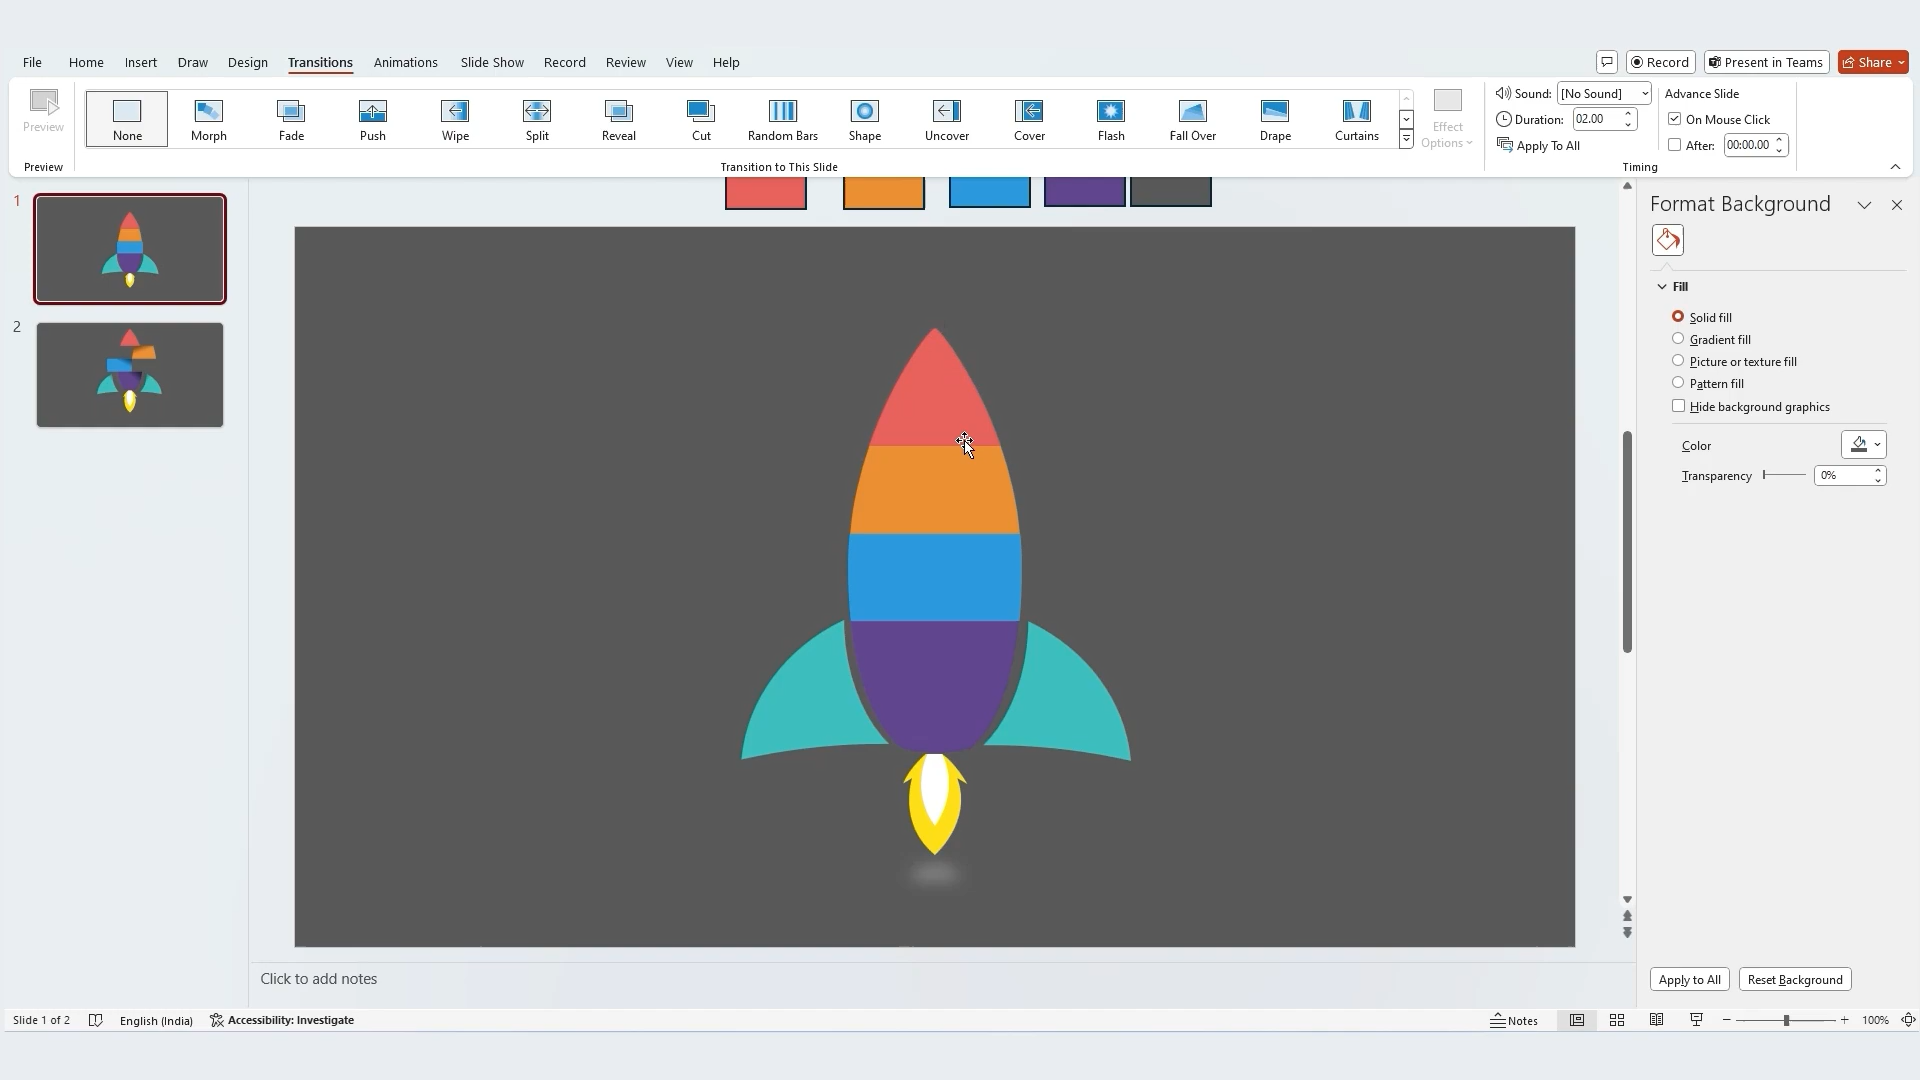 File Home Insert Draw Design Transitions Animations Slide Show Record Review View Help
Record Present in Teams Share
Preview
None Morph Fade Push Wipe Split Reveal Cut Random Bars Shape Uncover Cover Flash Fall Over Drape Curtains
Effect
Options
Sound: [No Sound]
Duration: 02.00
Apply To All
Advance Slide
On Mouse Click
After: 00:00.00
Preview Transition to This Slide Timing
1
2
Format Background
Fill
Solid fill
Gradient fill
Picture or texture fill
Pattern fill
Hide background graphics
Color
Transparency 0%
Apply to All Reset Background
Click to add notes
Slide 1 of 2 English (India) Accessibility: Investigate Notes 100%